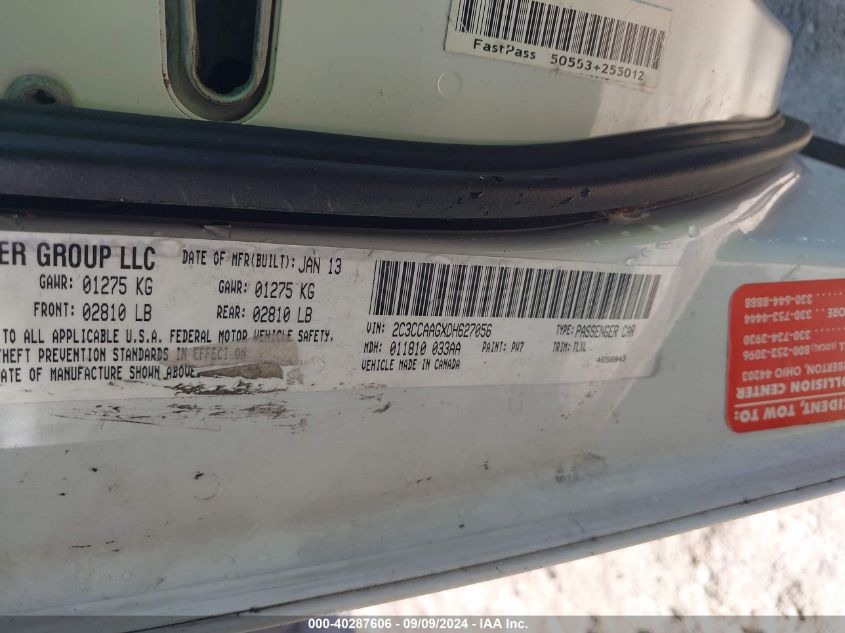 FastPass 50553+255012
ER GROUP LLC
DATE OF MFR(BUILT): JAN 13
GAWR: 01275 KG
GAWR: 01275 KG
FRONT: 02810 LB
REAR: 02810 LB
TO ALL APPLICABLE U.S.A. FEDERAL MOTOR VEHICLE SAFETY,
THEFT PREVENTION STANDARDS IN EFFECT ON
ATE OF MANUFACTURE SHOWN ABOVE.
VIN: 2C3CCAAGXDH627056
TYPE: PASSENGER CAR
MDH: 011810 033AA
PAINT: PW7
TRIM: TLXL
VEHICLE MADE IN CANADA
4658843
CIDENT, TOW TO:
OLLISION CENTER
BERTON, OHIO 44203
800-252-3096
330-734-3930
330-753-4444
330-644-8888
000-40287606 - 09/09/2024 - IAA Inc.